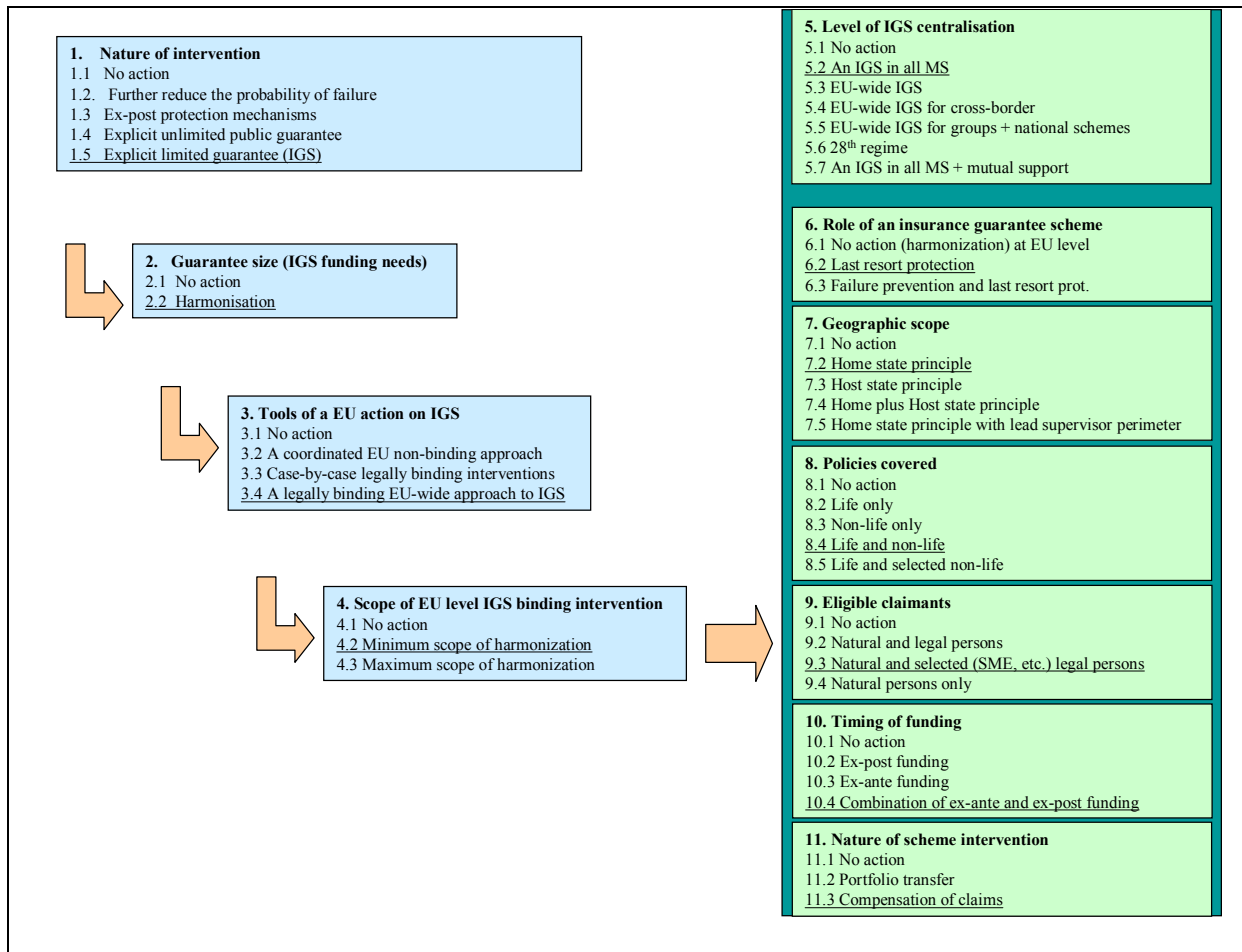 1. Nature of intervention
1.1 No action
1.2. Further reduce the probability of failure
1.3 Ex-post protection mechanisms
1.4 Explicit unlimited public guarantee
1.5 Explicit limited guarantee (IGS)
2. Guarantee size (IGS funding needs)
2.1 No action
2.2 Harmonisation
3. Tools of a EU action on IGS
3.1 No action
3.2 A coordinated EU non-binding approach
3.3 Case-by-case legally binding interventions
3.4 A legally binding EU-wide approach to IGS
4. Scope of EU level IGS binding intervention
4.1 No action
4.2 Minimum scope of harmonization
4.3 Maximum scope of harmonization
5. Level of IGS centralisation
5.1 No action
5.2 An IGS in all MS
5.3 EU-wide IGS
5.4 EU-wide IGS for cross-border
5.5 EU-wide IGS for groups + national schemes
5.6 28th regime
5.7 An IGS in all MS + mutual support
6. Role of an insurance guarantee scheme
6.1 No action (harmonization) at EU level
6.2 Last resort protection
6.3 Failure prevention and last resort prot.
7. Geographic scope
7.1 No action
7.2 Home state principle
7.3 Host state principle
7.4 Home plus Host state principle
7.5 Home state principle with lead supervisor perimeter
8. Policies covered
8.1 No action
8.2 Life only
8.3 Non-life only
8.4 Life and non-life
8.5 Life and selected non-life
9. Eligible claimants
9.1 No action
9.2 Natural and legal persons
9.3 Natural and selected (SME, etc.) legal persons
9.4 Natural persons only
10. Timing of funding
10.1 No action
10.2 Ex-post funding
10.3 Ex-ante funding
10.4 Combination of ex-ante and ex-post funding
11. Nature of scheme intervention
11.1 No action
11.2 Portfolio transfer
11.3 Compensation of claims